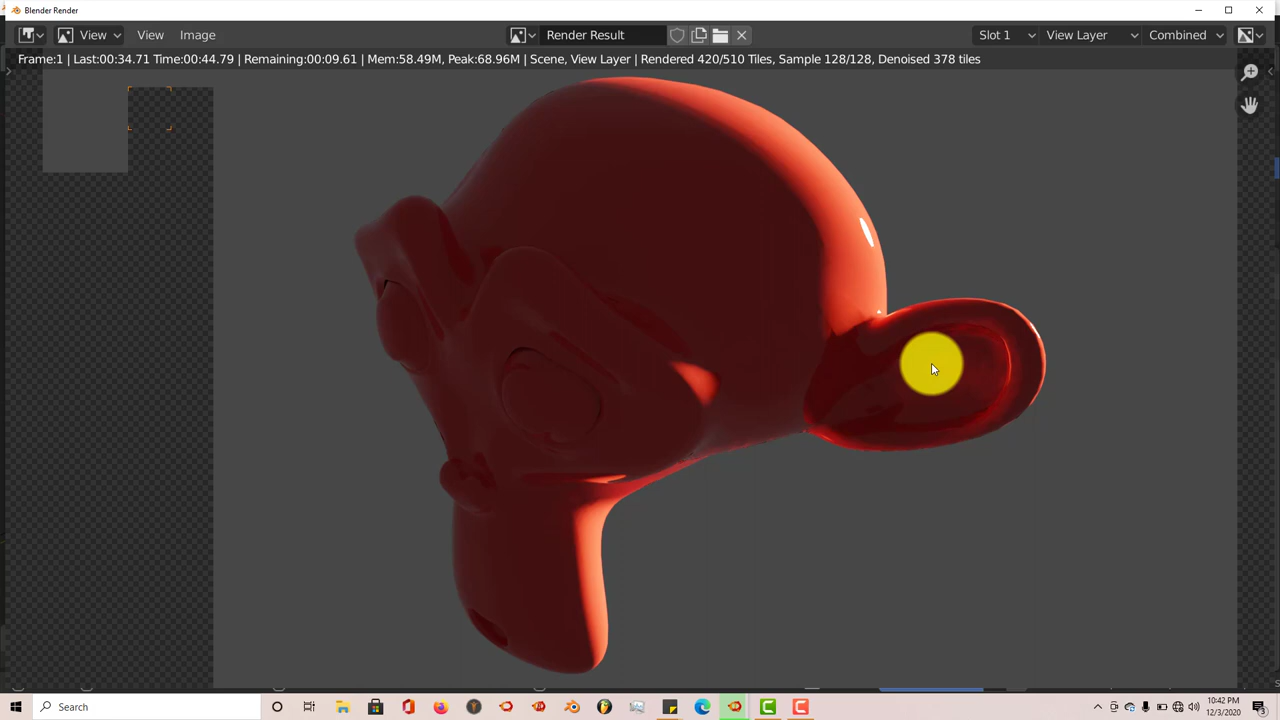 Blender Render
View View Image Render Result Slot 1 View Layer Combined
Frame:1 | Last:00:34.71 Time:00:44.79 | Remaining:00:09.61 | Mem:58.49M, Peak:68.96M | Scene, View Layer | Rendered 420/510 Tiles, Sample 128/128, Denoised 378 tiles
Search
10:42 PM
12/3/2020
3